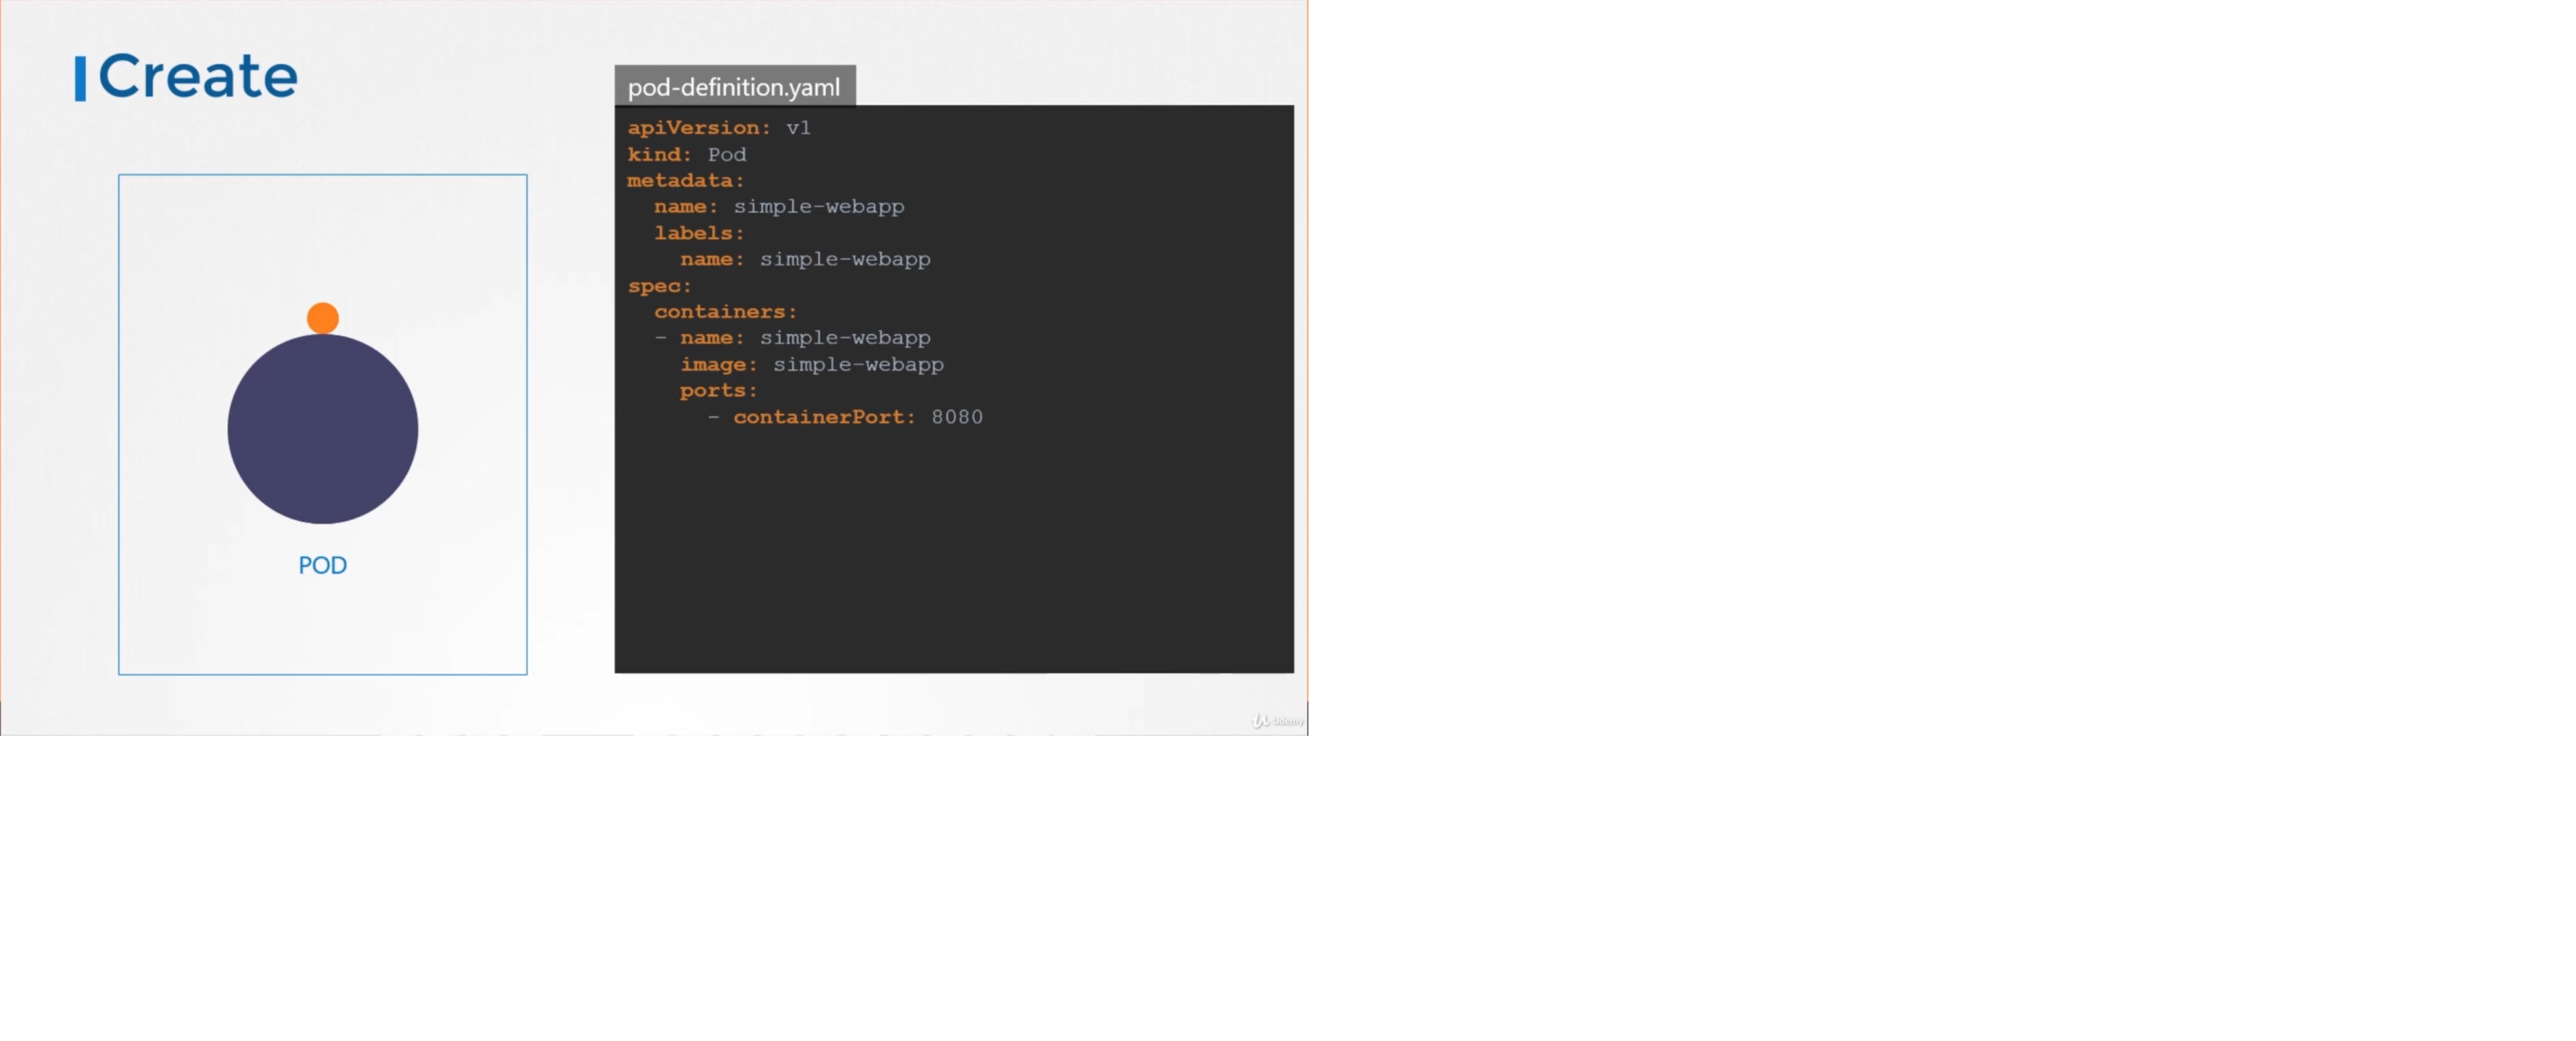 Create
pod-definition.yaml
apiVersion: v1
kind: Pod
metadata:
  name: simple-webapp
  labels:
    name: simple-webapp
spec:
  containers:
  - name: simple-webapp
    image: simple-webapp
    ports:
      - containerPort: 8080
POD
Udemy